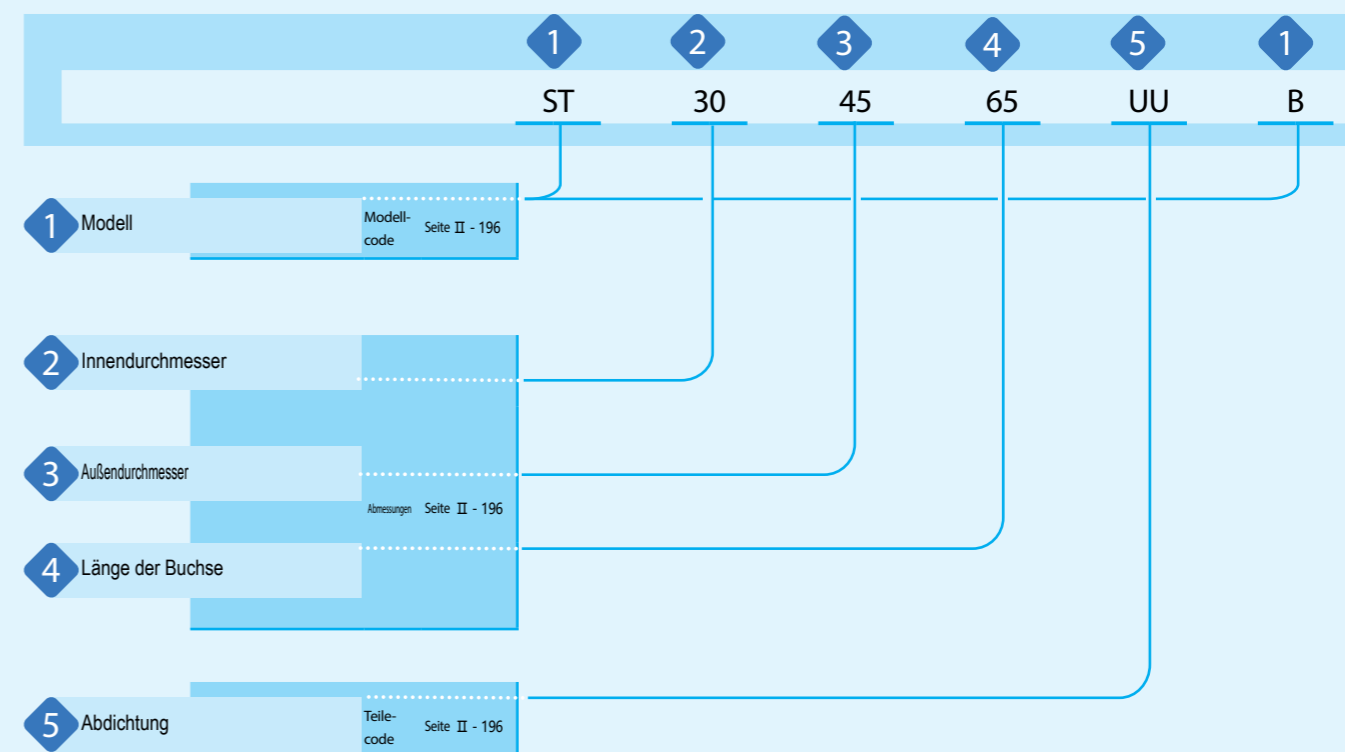 1 2 3 4 5 1
ST 30 45 65 UU B
1 Modell
Modell-
code
Seite Ⅱ - 196
2 Innendurchmesser
3 Außendurchmesser
Abmessungen Seite Ⅱ - 196
4 Länge der Buchse
5 Abdichtung
Teile-
code
Seite Ⅱ - 196